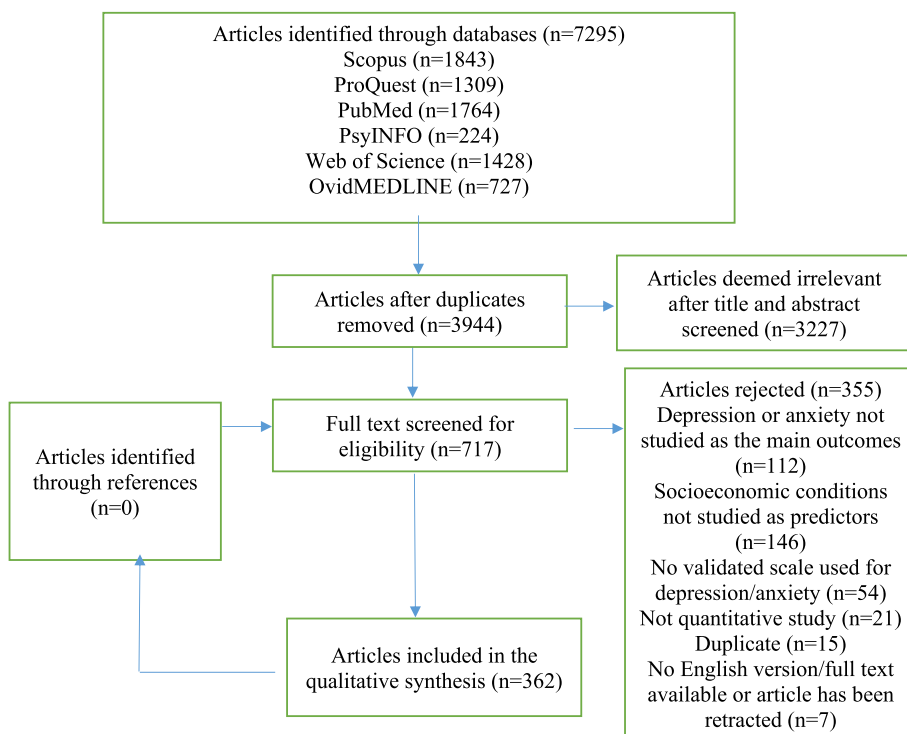 Articles identified through databases (n=7295)
Scopus (n=1843)
ProQuest (n=1309)
PubMed (n=1764)
PsyINFO (n=224)
Web of Science (n=1428)
OvidMEDLINE (n=727)
Articles after duplicates
removed (n=3944)
Articles deemed irrelevant
after title and abstract
screened (n=3227)
Articles identified
through references
(n=0)
Full text screened for
eligibility (n=717)
Articles rejected (n=355)
Depression or anxiety not
studied as the main outcomes
(n=112)
Socioeconomic conditions
not studied as predictors
(n=146)
No validated scale used for
depression/anxiety (n=54)
Not quantitative study (n=21)
Duplicate (n=15)
No English version/full text
available or article has been
retracted (n=7)
Articles included in the
qualitative synthesis (n=362)